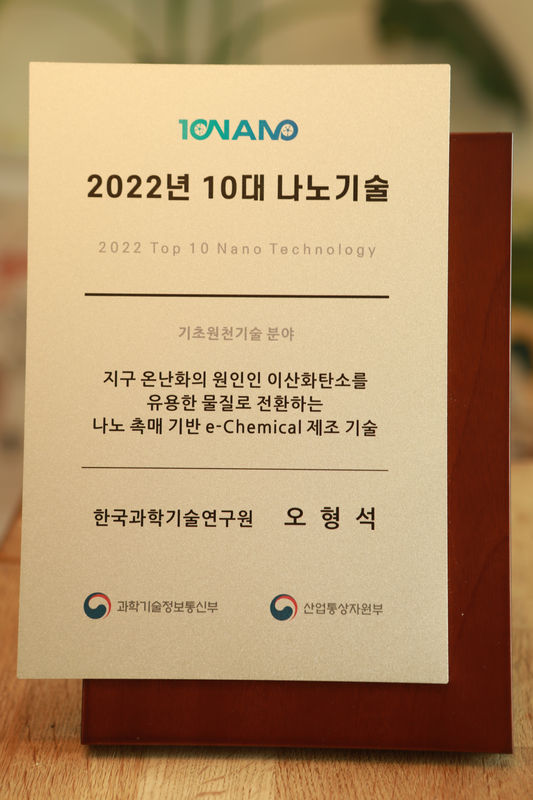 10NANO
2022년 10대 나노기술
2022 Top 10 Nano Technology
기초원천기술 분야
지구 온난화의 원인인 이산화탄소를
유용한 물질로 전환하는
나노 촉매 기반 e-Chemical 제조 기술
한국과학기술연구원 오형석
과학기술정보통신부 산업통상자원부